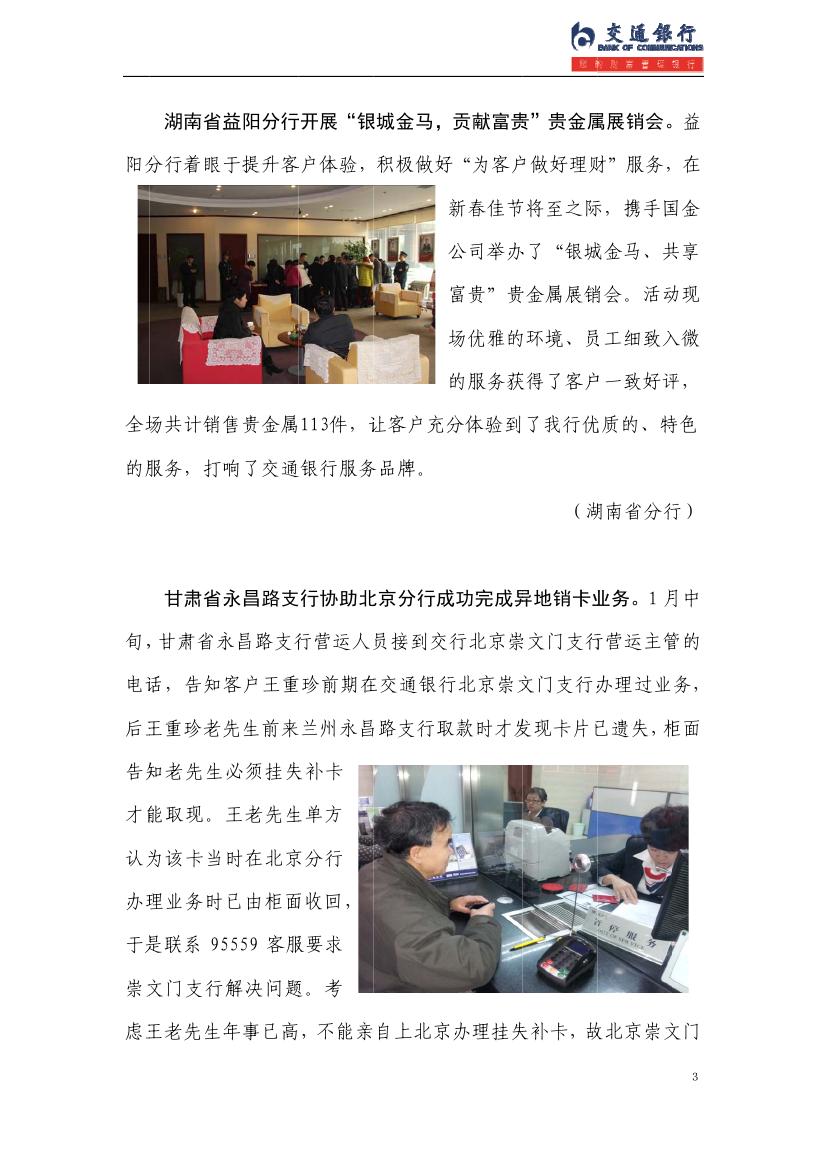 交通银行
BANK OF COMMUNICATIONS
您的财富管理银行
湖南省益阳分行开展“银城金马，贡献富贵”贵金属展销会。益
阳分行着眼于提升客户体验，积极做好“为客户做好理财”服务，在
新春佳节将至之际，携手国金
公司举办了“银城金马、共享
富贵”贵金属展销会。活动现
场优雅的环境、员工细致入微
的服务获得了客户一致好评，
全场共计销售贵金属113件，让客户充分体验到了我行优质的、特色
的服务，打响了交通银行服务品牌。
（湖南省分行）
甘肃省永昌路支行协助北京分行成功完成异地销卡业务。1 月中
旬，甘肃省永昌路支行营运人员接到交行北京崇文门支行营运主管的
电话，告知客户王重珍前期在交通银行北京崇文门支行办理过业务，
后王重珍老先生前来兰州永昌路支行取款时才发现卡片已遗失，柜面
告知老先生必须挂失补卡
才能取现。王老先生单方
认为该卡当时在北京分行
办理业务时已由柜面收回，
于是联系 95559 客服要求
崇文门支行解决问题。考
暂停服务
虑王老先生年事已高，不能亲自上北京办理挂失补卡，故北京崇文门
3